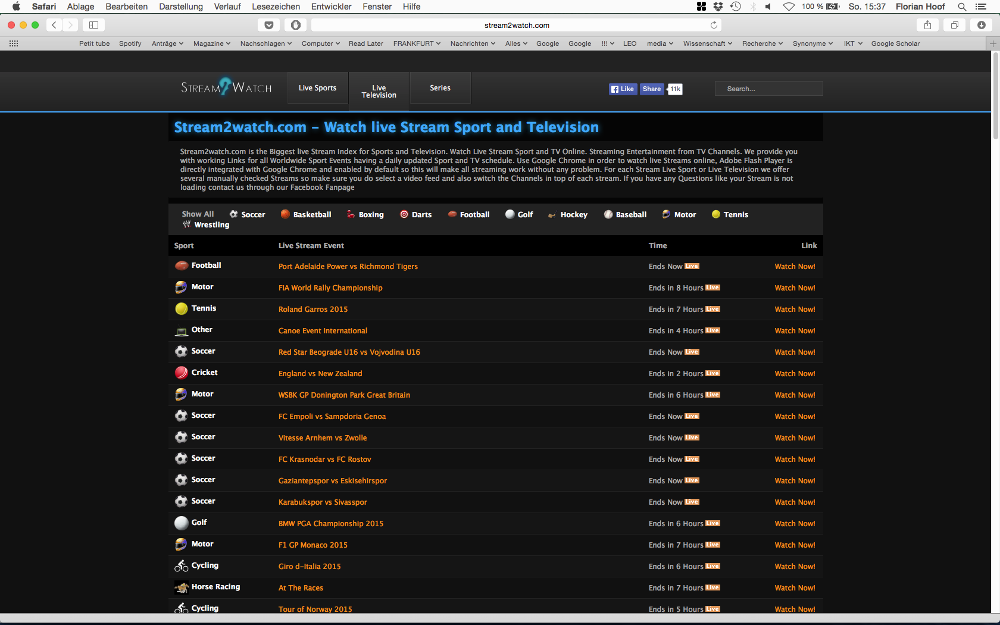 Safari Ablage Bearbeiten Darstellung Verlauf Lesezeichen Entwickler Fenster Hilfe 100 % So. 15:37 Florian Hoof
stream2watch.com
Petit tube Spotify Anträge Magazine Nachschlagen Computer Read Later FRANKFURT Nachrichten Alles Google Google !!! LEO media Wissenschaft Recherche Synonyme IKT Google Scholar
STREAM2WATCH Live Sports Live Television Series Like Share 11k Search...
Stream2watch.com - Watch live Stream Sport and Television
Stream2watch.com is the Biggest live Stream Index for Sports and Television. Watch Live Stream Sport and TV Online. Streaming Entertainment from TV Channels. We provide you
with working Links for all Worldwide Sport Events having a daily updated Sport and TV schedule. Use Google Chrome in order to watch live Streams online, Adobe Flash Player is
directly integrated with Google Chrome and enabled by default so this will make all streaming work without any problem. For each Stream Live Sport or Live Television we offer
several manually checked Streams so make sure you do select a video feed and also switch the Channels in top of each stream. If you have any Questions like your Stream is not
loading contact us through our Facebook Fanpage
Show All Soccer Basketball Boxing Darts Football Golf Hockey Baseball Motor Tennis
Wrestling
Sport Live Stream Event Time Link
Football Port Adelaide Power vs Richmond Tigers Ends Now Live Watch Now!
Motor FIA World Rally Championship Ends in 8 Hours Live Watch Now!
Tennis Roland Garros 2015 Ends in 7 Hours Live Watch Now!
Other Canoe Event International Ends in 4 Hours Live Watch Now!
Soccer Red Star Beograde U16 vs Vojvodina U16 Ends Now Live Watch Now!
Cricket England vs New Zealand Ends in 2 Hours Live Watch Now!
Motor WSBK GP Donington Park Great Britain Ends in 6 Hours Live Watch Now!
Soccer FC Empoli vs Sampdoria Genoa Ends Now Live Watch Now!
Soccer Vitesse Arnhem vs Zwolle Ends Now Live Watch Now!
Soccer FC Krasnodar vs FC Rostov Ends Now Live Watch Now!
Soccer Gaziantepspor vs Eskisehirspor Ends Now Live Watch Now!
Soccer Karabukspor vs Sivasspor Ends Now Live Watch Now!
Golf BMW PGA Championship 2015 Ends in 6 Hours Live Watch Now!
Motor F1 GP Monaco 2015 Ends in 7 Hours Live Watch Now!
Cycling Giro d-Italia 2015 Ends in 6 Hours Live Watch Now!
Horse Racing At The Races Ends in 7 Hours Live Watch Now!
Cycling Tour of Norway 2015 Ends in 5 Hours Live Watch Now!